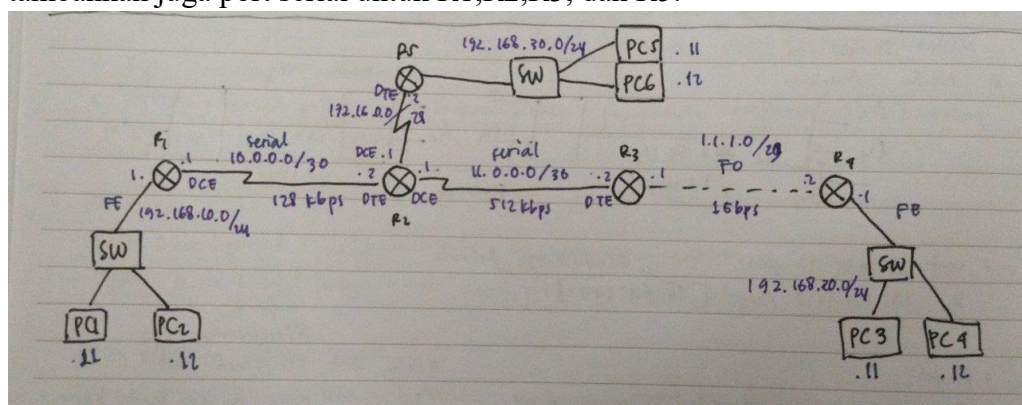 tambahkan juga port serial untuk R1,R2,R3, dan R5.
R5
192.168.30.0/24
SW
PC5 .11
PC6 .12
DTE .2
172.16.0.0/28
DCE .1
R1
1.
.1
DCE
serial
10.0.0.0/30
128 kbps
.2
DTE
R2
.1
DCE
serial
11.0.0.0/30
512 kbps
.2
DTE
R3
.1
1.1.1.0/29
FO
1Gbps
R4
.2
.1
FE
192.168.10.0/24
SW
PC1
.11
PC2
.12
FE
SW
192.168.20.0/24
PC3
.11
PC4
.12